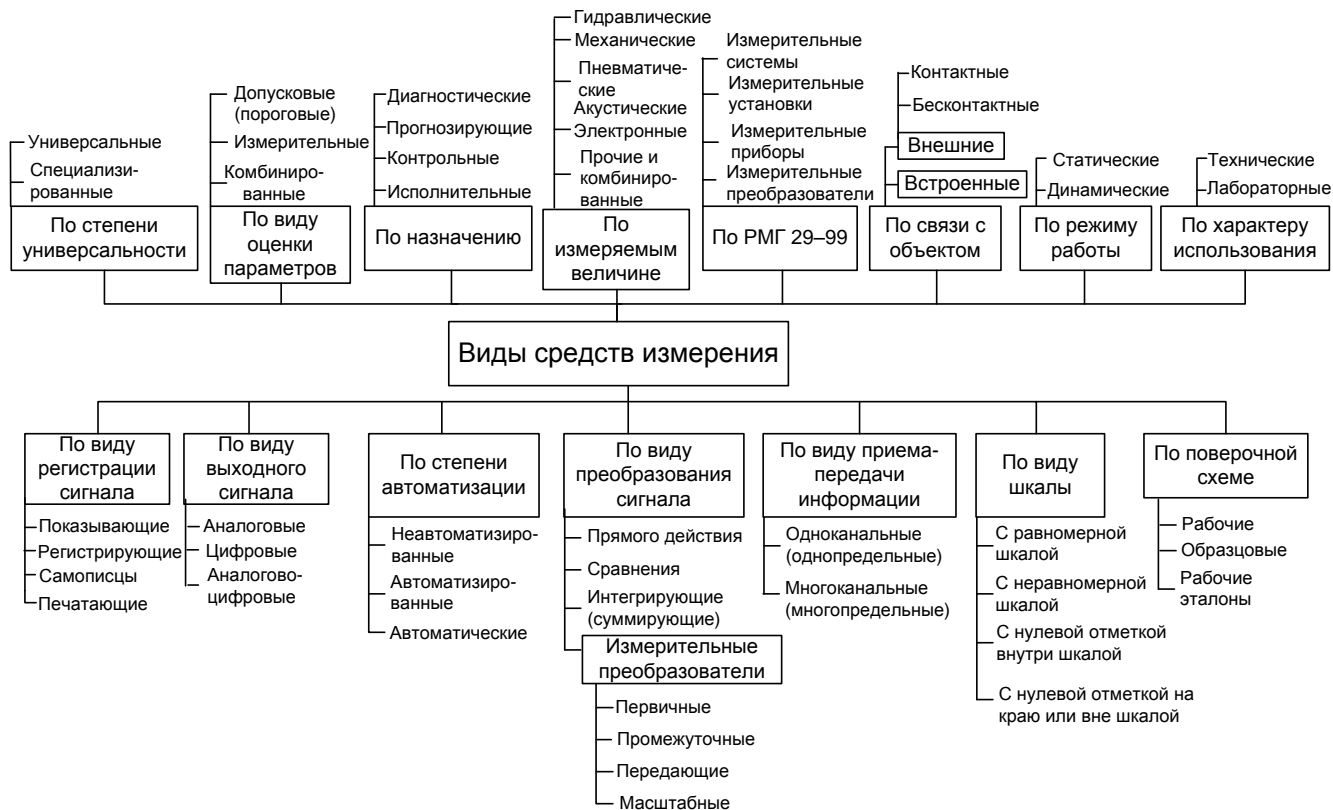 Универсальные
Специализи-
рованные
По степени
универсальности
Допусковые
(пороговые)
Измерительные
Комбиниро-
ванные
По виду
оценки
параметров
Диагностические
Прогнозирующие
Контрольные
Исполнительные
По назначению
Гидравлические
Механические
Пневматиче-
ские
Акустические
Электронные
Прочие и
комбиниро-
ванные
По
измеряемым
величине
Измерительные
системы
Измерительные
установки
Измерительные
приборы
Измерительные
преобразователи
По РМГ 29–99
Контактные
Бесконтактные
Внешние
Встроенные
По связи с
объектом
Статические
Динамические
По режиму
работы
Технические
Лабораторные
По характеру
использования
Виды средств измерения
По виду
регистрации
сигнала
Показывающие
Регистрирующие
Самописцы
Печатающие
По виду
выходного
сигнала
Аналоговые
Цифровые
Аналогово-
цифровые
По степени
автоматизации
Неавтоматизиро-
ванные
Автоматизиро-
ванные
Автоматические
По виду
преобразования
сигнала
Прямого действия
Сравнения
Интегрирующие
(суммирующие)
Измерительные
преобразователи
Первичные
Промежуточные
Передающие
Масштабные
По виду приема-
передачи
информации
Одноканальные
(однопредельные)
Многоканальные
(многопредельные)
По виду
шкалы
С равномерной
шкалой
С неравномерной
шкалой
С нулевой отметкой
внутри шкалой
С нулевой отметкой на
краю или вне шкалой
По поверочной
схеме
Рабочие
Образцовые
Рабочие
эталоны